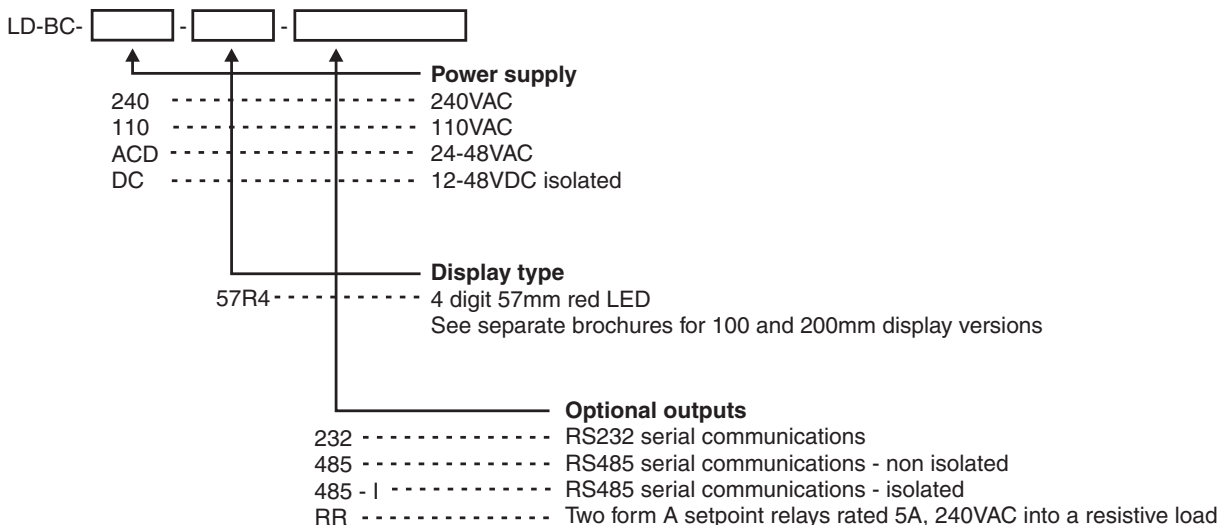 LD-BC- - -
Power supply
240 240VAC
110 110VAC
ACD 24-48VAC
DC 12-48VDC isolated
Display type
57R4 4 digit 57mm red LED
See separate brochures for 100 and 200mm display versions
Optional outputs
232 RS232 serial communications
485 RS485 serial communications - non isolated
485 - I RS485 serial communications - isolated
RR Two form A setpoint relays rated 5A, 240VAC into a resistive load